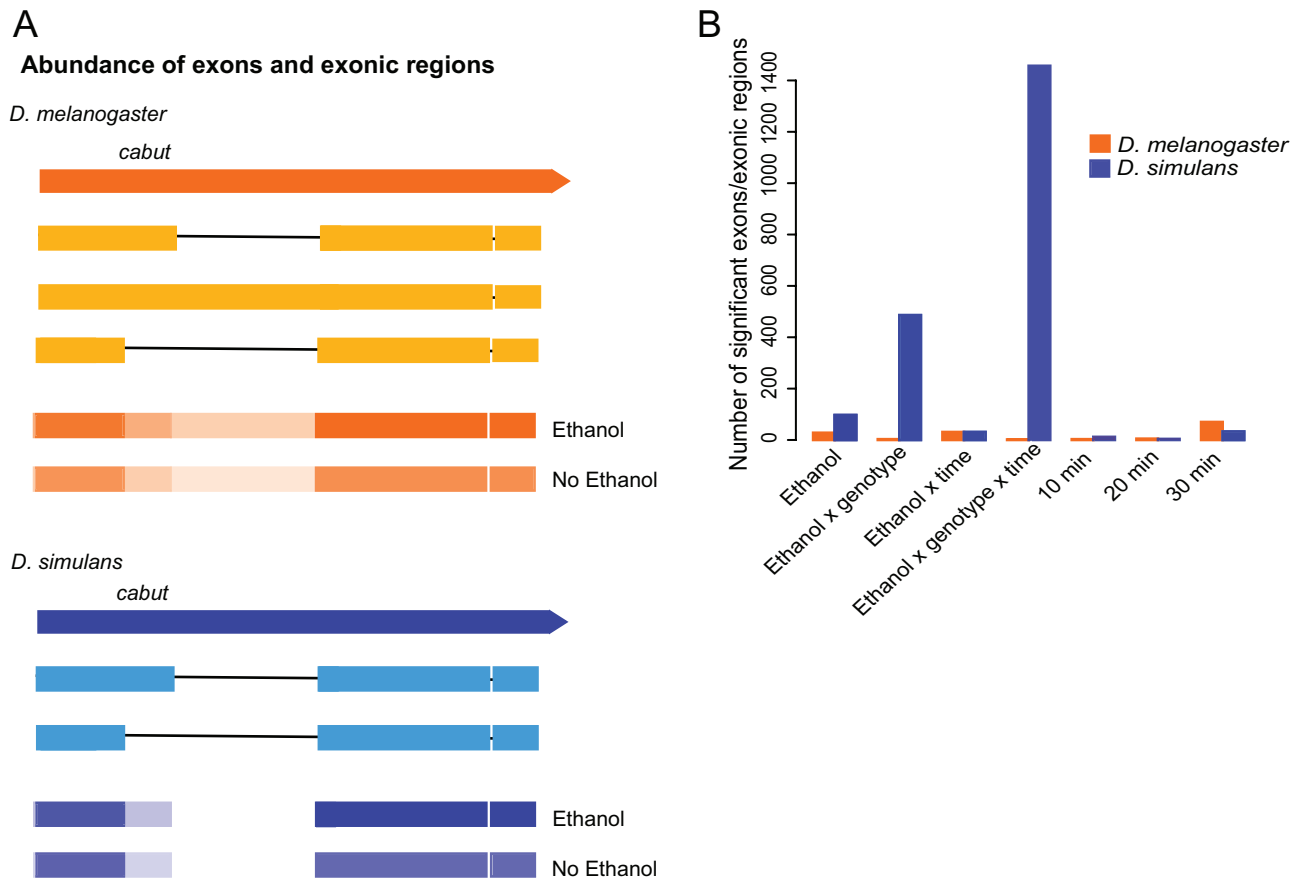 A
Abundance of exons and exonic regions
D. melanogaster
cabut
Ethanol
No Ethanol
D. simulans
cabut
Ethanol
No Ethanol
B
Number of significant exons/exonic regions
0
200
400
600
800
1000
1200
1400
D. melanogaster
D. simulans
Ethanol
Ethanol x genotype
Ethanol x time
Ethanol x genotype x time
10 min
20 min
30 min